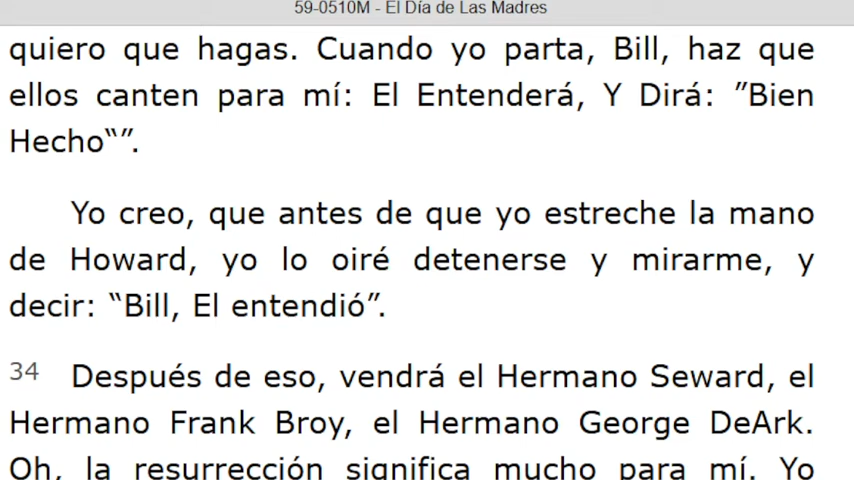 59-0510M - El Día de Las Madres
quiero que hagas. Cuando yo parta, Bill, haz que
ellos canten para mí: El Entenderá, Y Dirá: ”Bien
Hecho“”.
Yo creo, que antes de que yo estreche la mano
de Howard, yo lo oiré detenerse y mirarme, y
decir: “Bill, El entendió”.
34 Después de eso, vendrá el Hermano Seward, el
Hermano Frank Broy, el Hermano George DeArk.
Oh, la resurrección significa mucho para mí. Yo